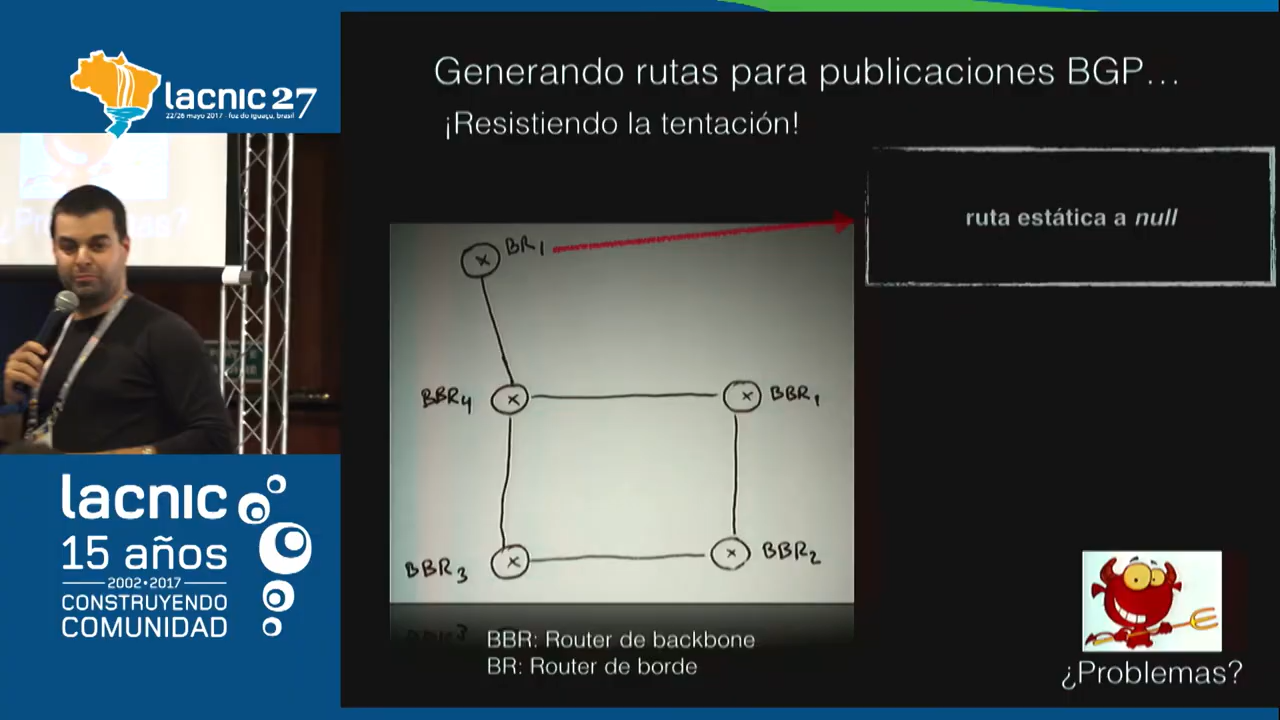 lacnic 27
22/26 mayo 2017 - foz do iguaçu, brasil
¿Problemas?
lacnic
15 años
2002•2017
CONSTRUYENDO
COMUNIDAD
Generando rutas para publicaciones BGP...
¡Resistiendo la tentación!
ruta estática a null
BR1
BBR4
BBR1
BBR3
BBR2
BBR: Router de backbone
BR: Router de borde
¿Problemas?